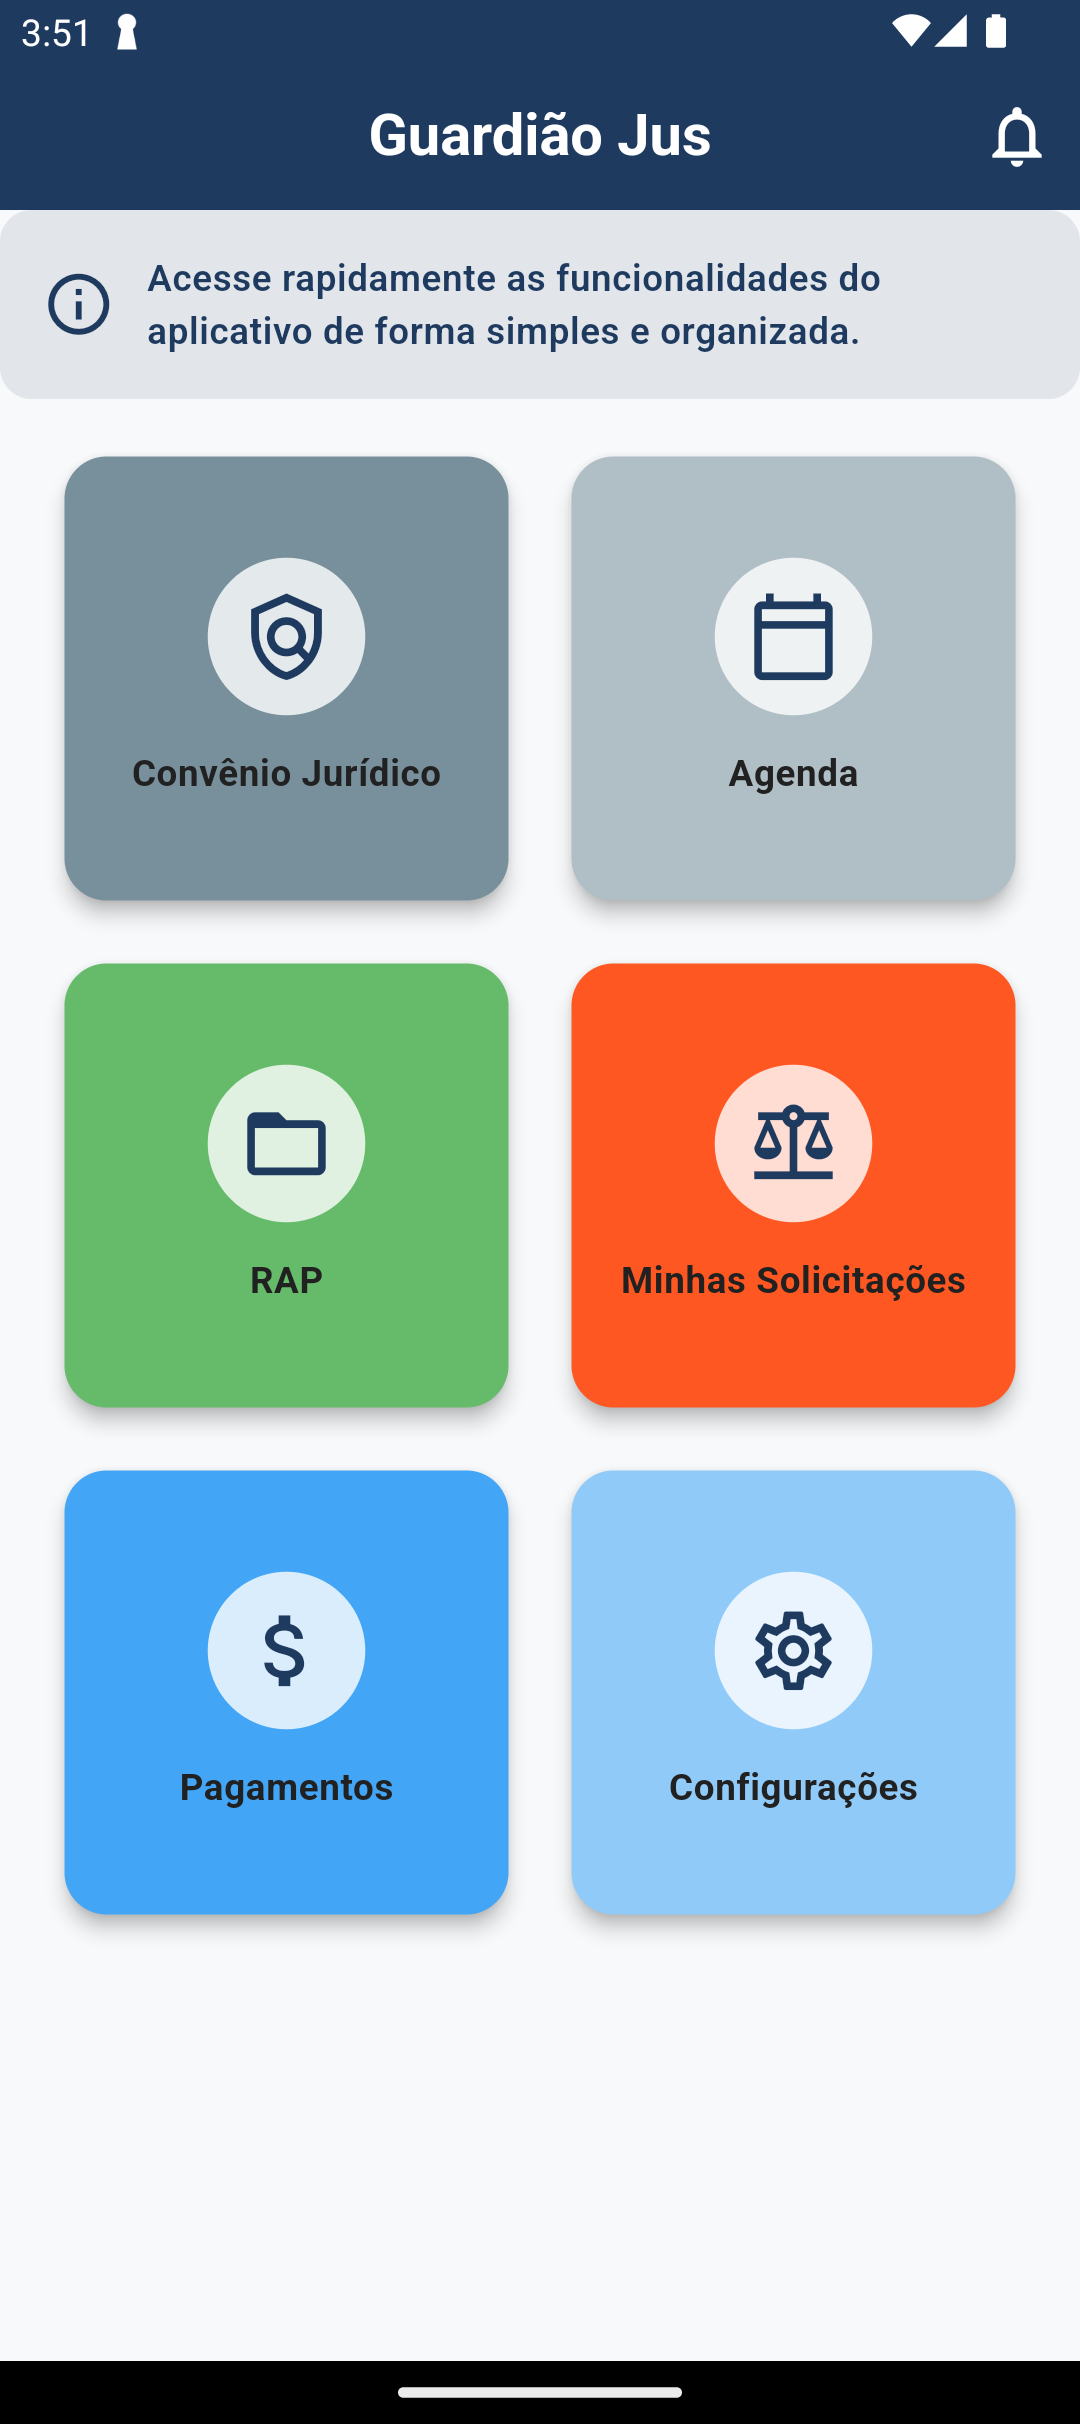 3:51
Guardião Jus
Acesse rapidamente as funcionalidades do
aplicativo de forma simples e organizada.
Convênio Jurídico
Agenda
RAP
Minhas Solicitações
Pagamentos
Configurações